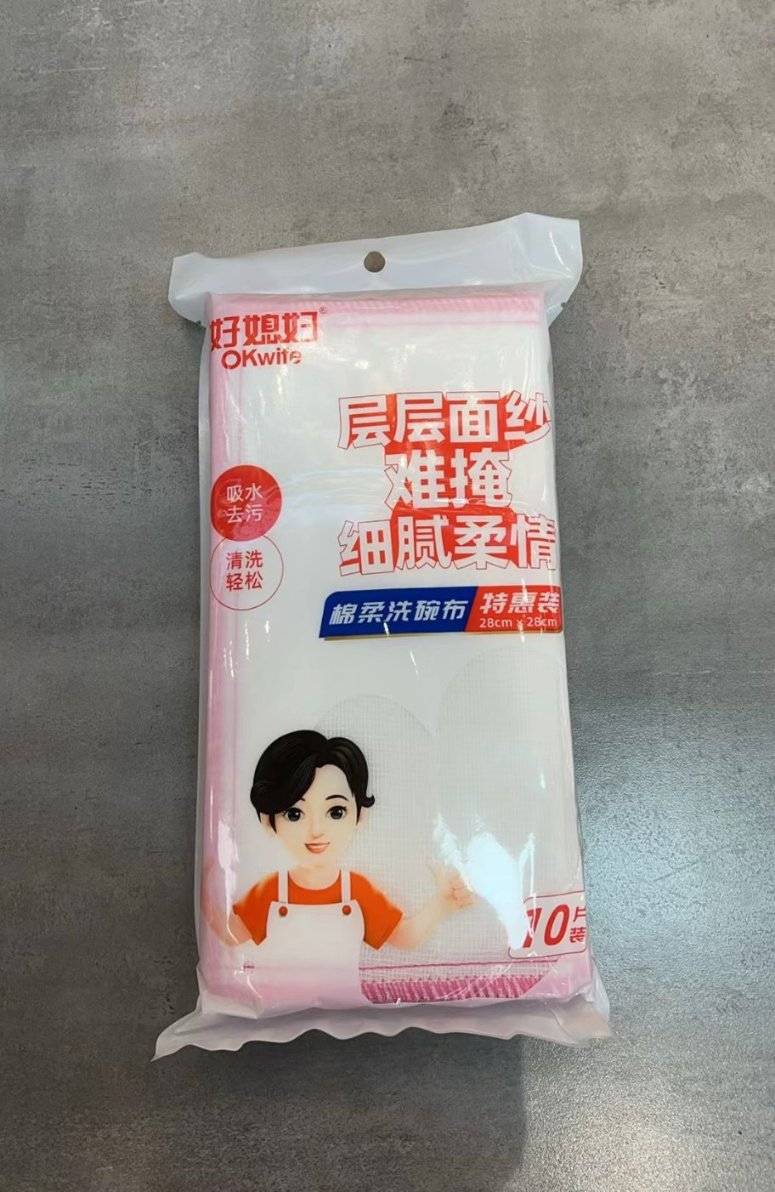 好媳妇®
OKwife
层层面纱
难掩
细腻柔情
吸水
去污
清洗
轻松
棉柔洗碗布
特惠装
28cm × 28cm
10片装